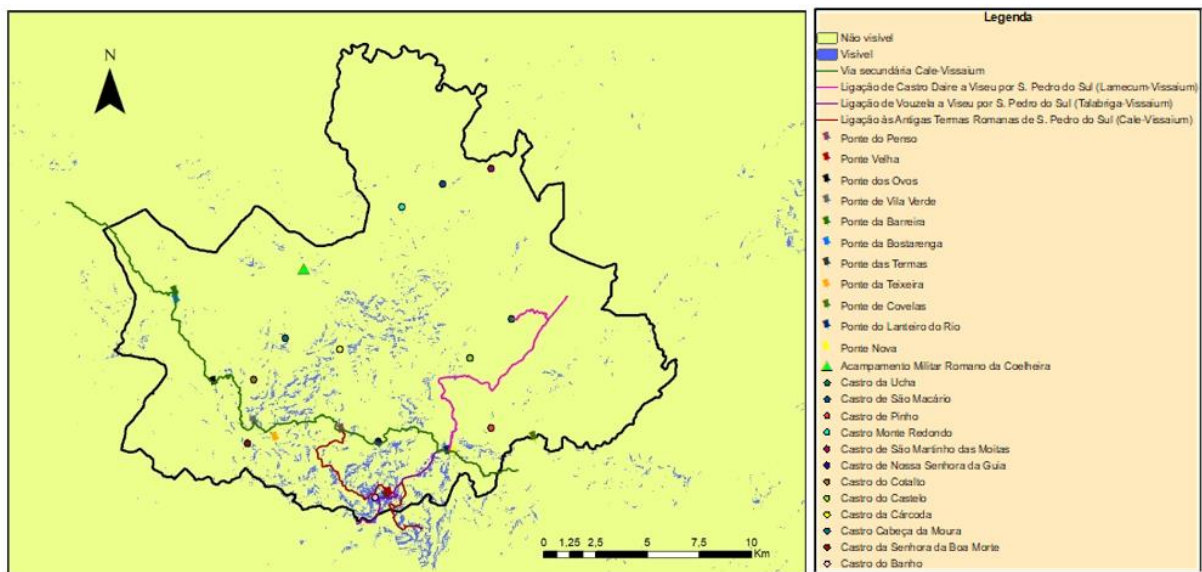 N
0 1,25 2,5 5 7,5 10
Km
Legenda
Não visível
Visível
Via secundária Cale-Vissaium
Ligação de Castro Daire a Viseu por S. Pedro do Sul (Lamecum-Vissaium)
Ligação de Vouzela a Viseu por S. Pedro do Sul (Talabriga-Vissaium)
Ligação às Antigas Termas Romanas de S. Pedro do Sul (Cale-Vissaium)
Ponte do Penso
Ponte Velha
Ponte dos Ovos
Ponte de Vila Verde
Ponte da Barreira
Ponte da Bostarenga
Ponte das Termas
Ponte da Teixeira
Ponte de Covelas
Ponte do Lanteiro do Rio
Ponte Nova
Acampamento Militar Romano da Coelheira
Castro da Ucha
Castro de São Macário
Castro de Pinho
Castro Monte Redondo
Castro de São Martinho das Moitas
Castro de Nossa Senhora da Guia
Castro do Cotalto
Castro do Castelo
Castro da Cárcoda
Castro Cabeça da Moura
Castro da Senhora da Boa Morte
Castro do Banho